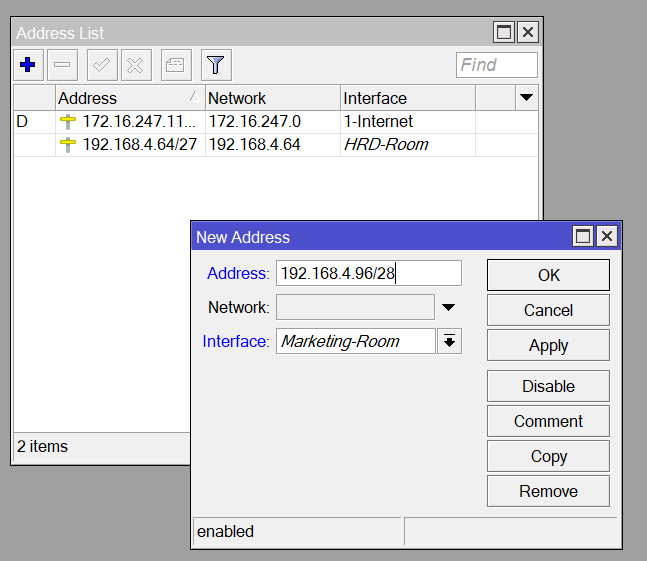 Address List
Find
Address Network Interface
D 172.16.247.11... 172.16.247.0 1-Internet
192.168.4.64/27 192.168.4.64 HRD-Room
2 items
New Address
Address: 192.168.4.96/28
Network:
Interface: Marketing-Room
OK
Cancel
Apply
Disable
Comment
Copy
Remove
enabled